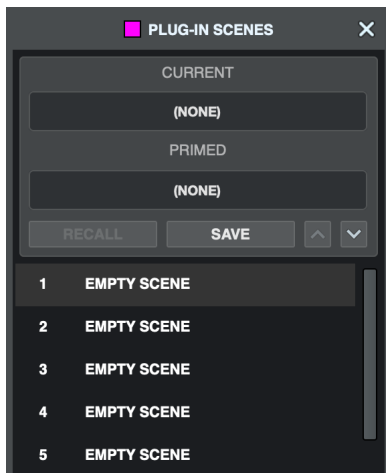 PLUG-IN SCENES
CURRENT
(NONE)
PRIMED
(NONE)
RECALL SAVE
1 EMPTY SCENE
2 EMPTY SCENE
3 EMPTY SCENE
4 EMPTY SCENE
5 EMPTY SCENE